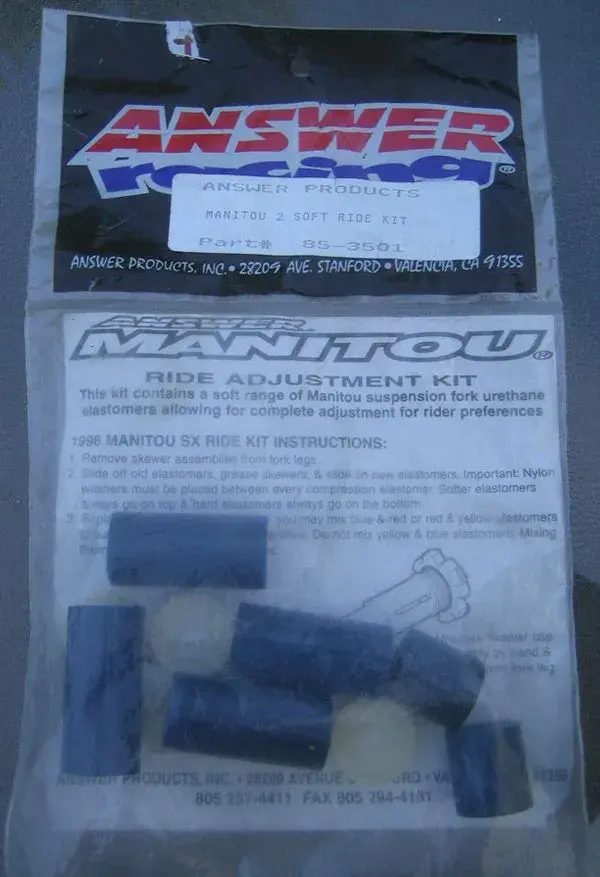 ANSWER
racing®
ANSWER PRODUCTS
MANITOU 2 SOFT RIDE KIT
Part# 85-3501
ANSWER PRODUCTS, INC. • 28209 AVE. STANFORD • VALENCIA, CA 91355
ANSWER
MANITOU®
RIDE ADJUSTMENT KIT
This kit contains a soft range of Manitou suspension fork urethane
elastomers allowing for complete adjustment for rider preferences
1996 MANITOU SX RIDE KIT INSTRUCTIONS:
1. Remove skewer assemblies from fork legs
2. Slide off old elastomers, grease skewers, & slide on new elastomers. Important: Nylon
washers must be placed between every compression elastomer. Softer elastomers
always go on top & hard elastomers always go on the bottom.
3. you may mix blue & red or red & yellow elastomers
Do not mix yellow & blue elastomers. Mixing
skewer cap
hand &
fork leg
ANSWER PRODUCTS, INC. • 28209 AVENUE
805 257-4411 FAX 805 294-4131